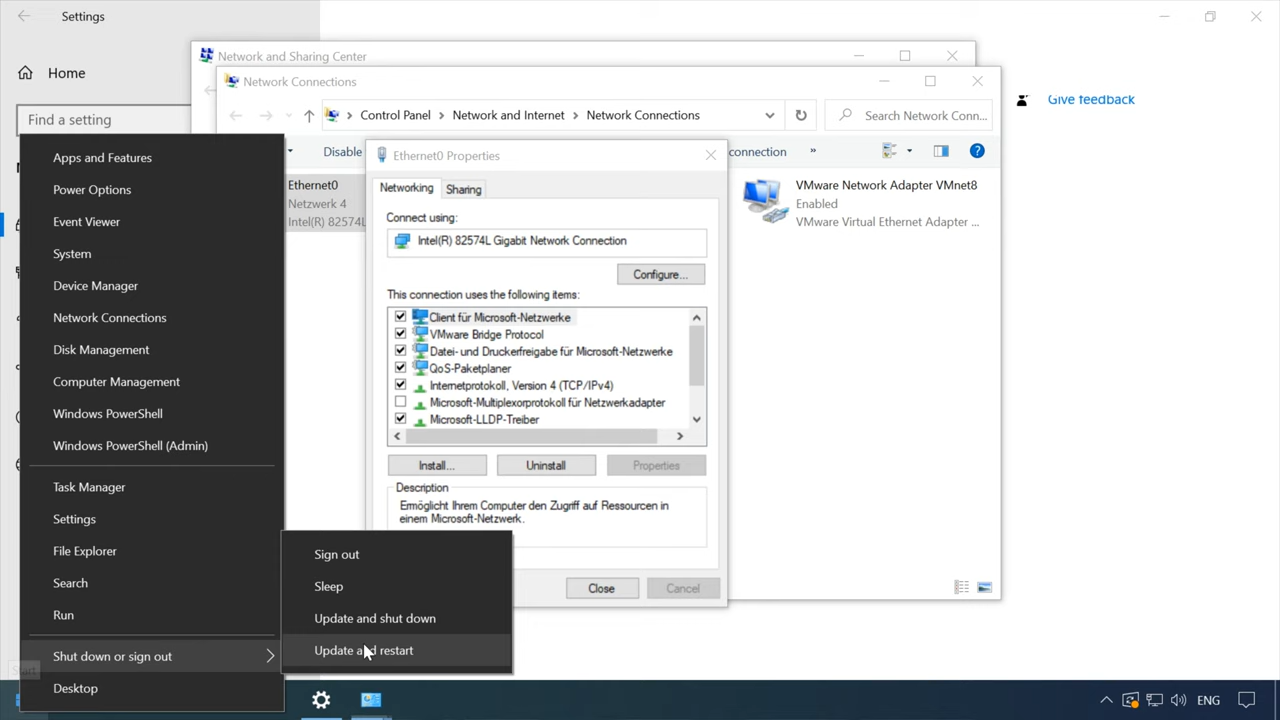 Settings
Home
Find a setting
Give feedback
Network and Sharing Center
Network Connections
Control Panel
Network and Internet
Network Connections
Search Network Conn...
Disable
connection
»
Ethernet0
Netzwerk 4
Intel(R) 82574L
VMware Network Adapter VMnet8
Enabled
VMware Virtual Ethernet Adapter ...
Ethernet0 Properties
Networking
Sharing
Connect using:
Intel(R) 82574L Gigabit Network Connection
Configure...
This connection uses the following items:
Client für Microsoft-Netzwerke
VMware Bridge Protocol
Datei- und Druckerfreigabe für Microsoft-Netzwerke
QoS-Paketplaner
Internetprotokoll, Version 4 (TCP/IPv4)
Microsoft-Multiplexorprotokoll für Netzwerkadapter
Microsoft-LLDP-Treiber
Install...
Uninstall
Properties
Description
Ermöglicht Ihrem Computer den Zugriff auf Ressourcen in
einem Microsoft-Netzwerk.
Close
Cancel
Apps and Features
Power Options
Event Viewer
System
Device Manager
Network Connections
Disk Management
Computer Management
Windows PowerShell
Windows PowerShell (Admin)
Task Manager
Settings
File Explorer
Search
Run
Shut down or sign out
Desktop
Sign out
Sleep
Update and shut down
Update and restart
Start
ENG